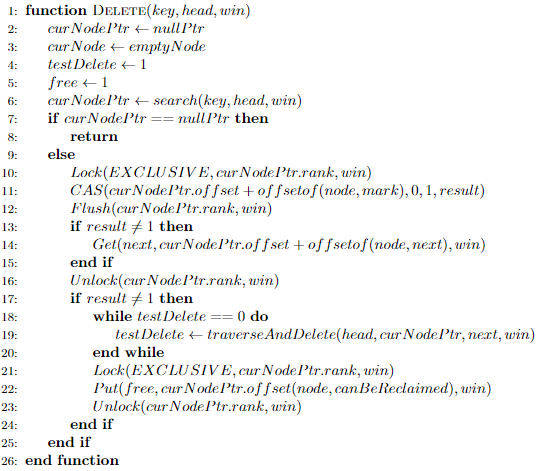 1: function DELETE(key, head, win)
2: curNodePtr ← nullPtr
3: curNode ← emptyNode
4: testDelete ← 1
5: free ← 1
6: curNodePtr ← search(key, head, win)
7: if curNodePtr == nullPtr then
8: return
9: else
10: Lock(EXCLUSIVE, curNodePtr.rank, win)
11: CAS(curNodePtr.offset + offsetof(node, mark), 0, 1, result)
12: Flush(curNodePtr.rank, win)
13: if result ≠ 1 then
14: Get(next, curNodePtr.offset + offsetof(node, next), win)
15: end if
16: Unlock(curNodePtr.rank, win)
17: if result ≠ 1 then
18: while testDelete == 0 do
19: testDelete ← traverseAndDelete(head, curNodePtr, next, win)
20: end while
21: Lock(EXCLUSIVE, curNodePtr.rank, win)
22: Put(free, curNodePtr.offset(node, canBeReclaimed), win)
23: Unlock(curNodePtr.rank, win)
24: end if
25: end if
26: end function